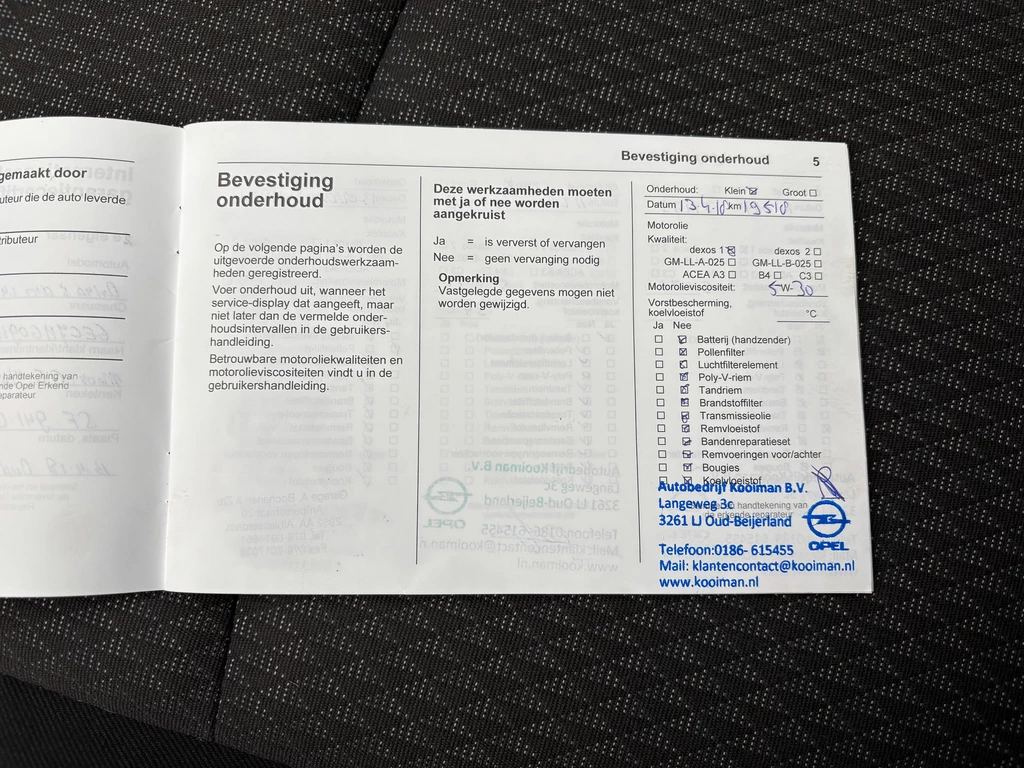 gemaakt door
uteur die de auto leverde
tributeur
handtekening van
nde Opel Erkend
eparateur
Bevestiging onderhoud 5
Bevestiging
onderhoud
Op de volgende pagina's worden de
uitgevoerde onderhoudswerkzaam-
heden geregistreerd.
Voer onderhoud uit, wanneer het
service-display dat aangeeft, maar
niet later dan de vermelde onder-
houdsintervallen in de gebruikers-
handleiding.
Betrouwbare motoroliekwaliteiten en
motorolieviscositeiten vindt u in de
gebruikershandleiding.
Deze werkzaamheden moeten
met ja of nee worden
aangekruist
Ja = is ververst of vervangen
Nee = geen vervanging nodig
Opmerking
Vastgelegde gegevens mogen niet
worden gewijzigd.
Onderhoud: Klein Groot
Datum 13.4.18 km 19518
Motorolie
Kwaliteit:
dexos 1 dexos 2
GM-LL-A-025 GM-LL-B-025
ACEA A3 B4 C3
Motorolieviscositeit: 5W-30
Vorstbescherming,
koelvloeistof °C
Ja Nee
Batterij (handzender)
Pollenfilter
Luchtfilterelement
Poly-V-riem
Tandriem
Brandstoffilter
Transmissieolie
Remvloeistof
Bandenreparatieset
Remvoeringen voor/achter
Bougies
Koelvloeistof
Autobedrijf Kooiman B.V.
Langeweg 3c
handtekening van
de erkende reparateur
3261 LJ Oud-Beijerland
OPEL
Telefoon:0186- 615455
Mail: klantencontact@kooiman.nl
www.kooiman.nl